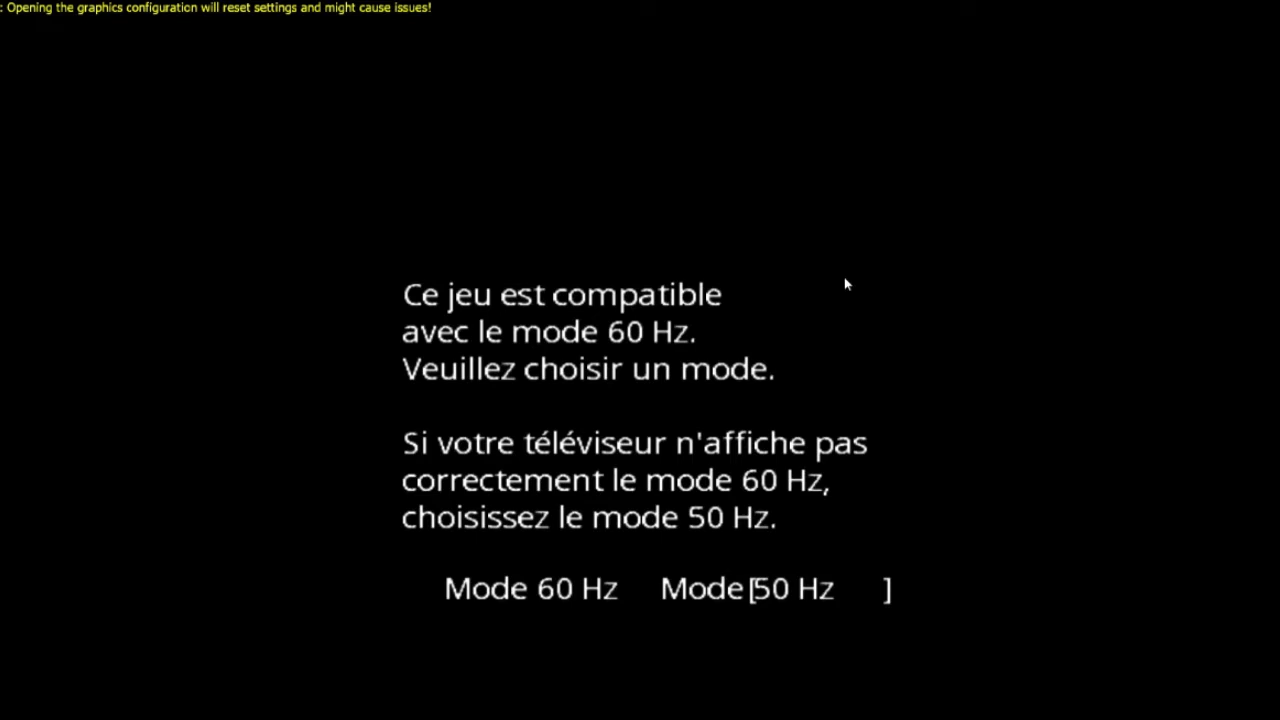 : Opening the graphics configuration will reset settings and might cause issues!
Ce jeu est compatible
avec le mode 60 Hz.
Veuillez choisir un mode.
Si votre téléviseur n'affiche pas
correctement le mode 60 Hz,
choisissez le mode 50 Hz.
Mode 60 Hz Mode[50 Hz ]